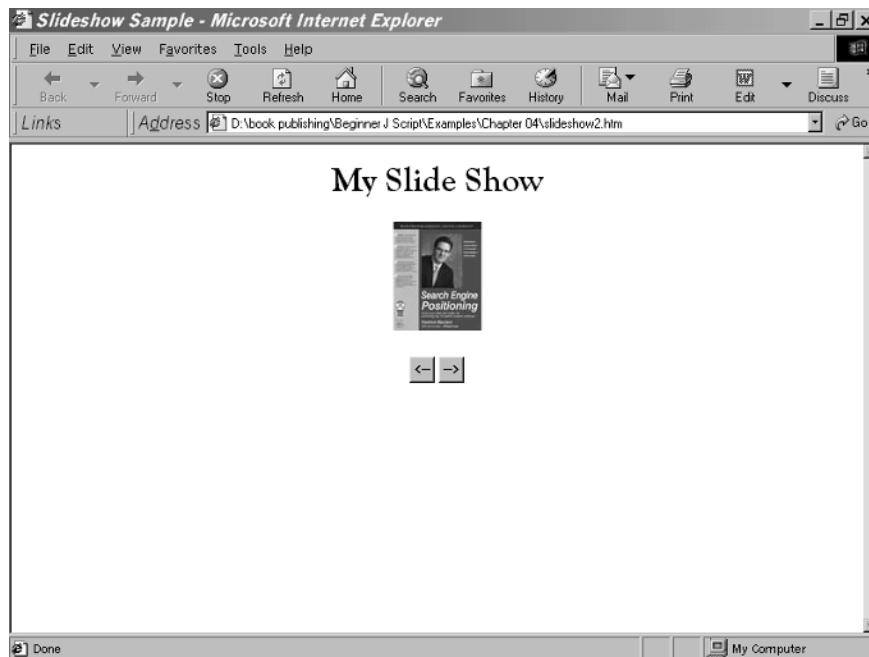 Slideshow Sample - Microsoft Internet Explorer
File Edit View Favorites Tools Help
Back Forward Stop Refresh Home Search Favorites History Mail Print Edit Discuss
Links Address D:\book publishing\Beginner J Script\Examples\Chapter 04\slideshow2.htm Go
My Slide Show
Search Engine
Positioning
<-- -->
Done My Computer